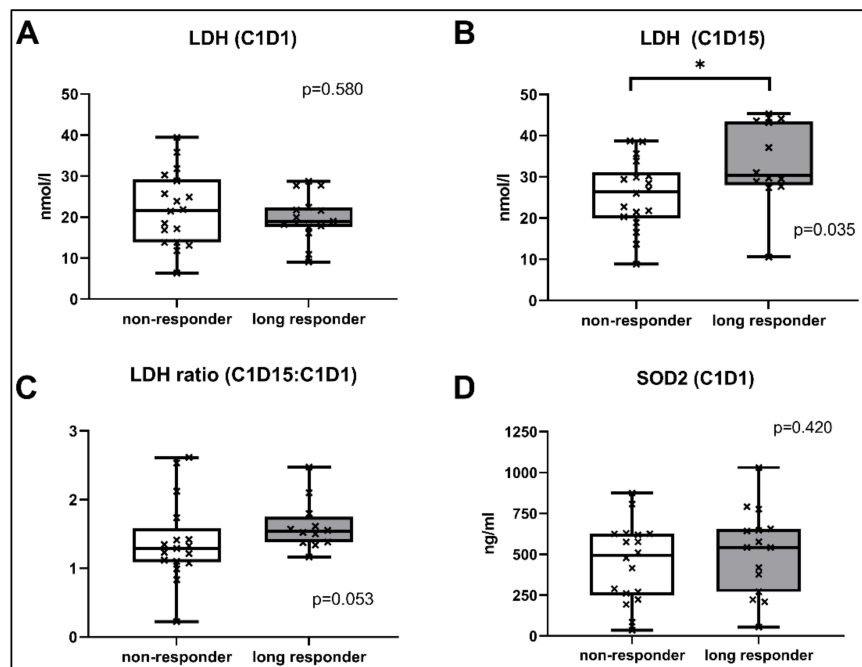 A
LDH (C1D1)
p=0.580
nmol/l
50
40
30
20
10
0
non-responder
long responder
B
LDH (C1D15)
*
nmol/l
50
40
30
20
10
0
p=0.035
non-responder
long responder
C
LDH ratio (C1D15:C1D1)
3
2
1
0
p=0.053
non-responder
long responder
D
SOD2 (C1D1)
p=0.420
ng/ml
1250
1000
750
500
250
0
non-responder
long responder